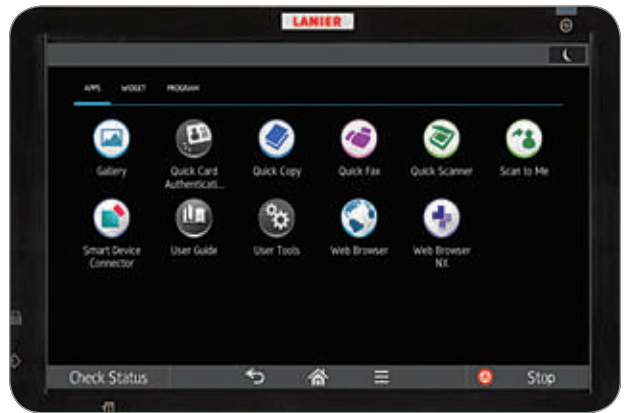 LANIER
APPS WIDGET PROGRAM
Gallery
Quick Card
Authenticati...
Quick Copy
Quick Fax
Quick Scanner
Scan to Me
Smart Device
Connector
User Guide
User Tools
Web Browser
Web Browser
NX
Check Status
Stop